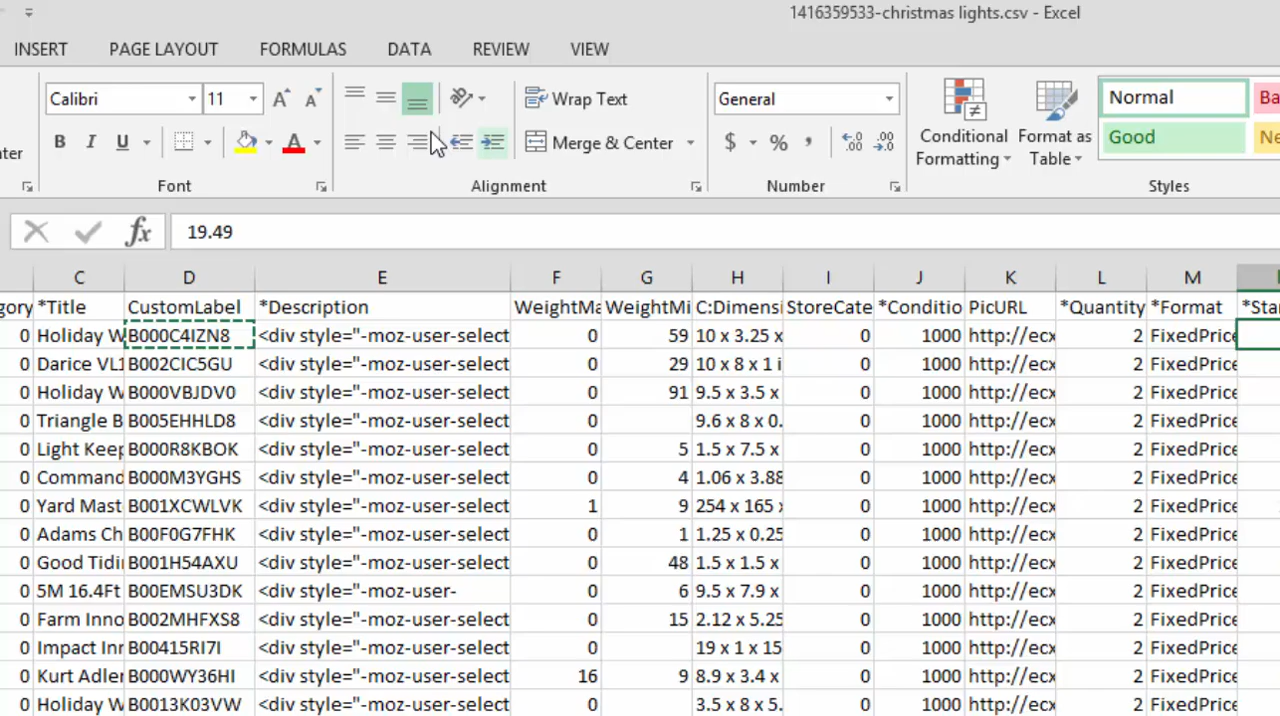 1416359533-christmas lights.csv - Excel
INSERT PAGE LAYOUT FORMULAS DATA REVIEW VIEW
Calibri 11 A A Wrap Text General Normal Ba
B I U A Merge & Center $ % , .0 .00 .00 .0 Conditional Formatting Format as Table Good Ne
nter Font Alignment Number Styles
fx 19.49
C D E F G H I J K L M
gory *Title CustomLabel *Description WeightMa WeightMi C:Dimensi StoreCate *Conditio PicURL *Quantity *Format *Star
0 Holiday W B000C4IZN8 <div style="-moz-user-select 0 59 10 x 3.25 x 0 1000 http://ecx 2 FixedPrice
0 Darice VL1 B002CIC5GU <div style="-moz-user-select 0 29 10 x 8 x 1 i 0 1000 http://ecx 2 FixedPrice
0 Holiday W B000VBJDV0 <div style="-moz-user-select 0 91 9.5 x 3.5 x 0 1000 http://ecx 2 FixedPrice
0 Triangle B B005EHHLD8 <div style="-moz-user-select 0 9.6 x 8 x 0. 0 1000 http://ecx 2 FixedPrice
0 Light Keep B000R8KBOK <div style="-moz-user-select 0 5 1.5 x 7.5 x 0 1000 http://ecx 2 FixedPrice
0 Command B000M3YGHS <div style="-moz-user-select 0 4 1.06 x 3.88 0 1000 http://ecx 2 FixedPrice
0 Yard Mast B001XCWLVK <div style="-moz-user-select 1 9 254 x 165 x 0 1000 http://ecx 2 FixedPrice
0 Adams Ch B00F0G7FHK <div style="-moz-user-select 0 1 1.25 x 0.25 0 1000 http://ecx 2 FixedPrice
0 Good Tidi B001H54AXU <div style="-moz-user-select 0 48 1.5 x 1.5 x 0 1000 http://ecx 2 FixedPrice
0 5M 16.4Ft B00EMSU3DK <div style="-moz-user- 0 6 9.5 x 7.9 x 0 1000 http://ecx 2 FixedPrice
0 Farm Inno B002MHFXS8 <div style="-moz-user-select 0 15 2.12 x 5.25 0 1000 http://ecx 2 FixedPrice
0 Impact Inn B00415RI7I <div style="-moz-user-select 0 19 x 1 x 15 0 1000 http://ecx 2 FixedPrice
0 Kurt Adler B000WY36HI <div style="-moz-user-select 16 9 8.9 x 3.4 x 0 1000 http://ecx 2 FixedPrice
0 Holiday W B0013K03VW <div style="-moz-user-select 0 3.5 x 8 x 5. 0 1000 http://ecx 2 FixedPrice